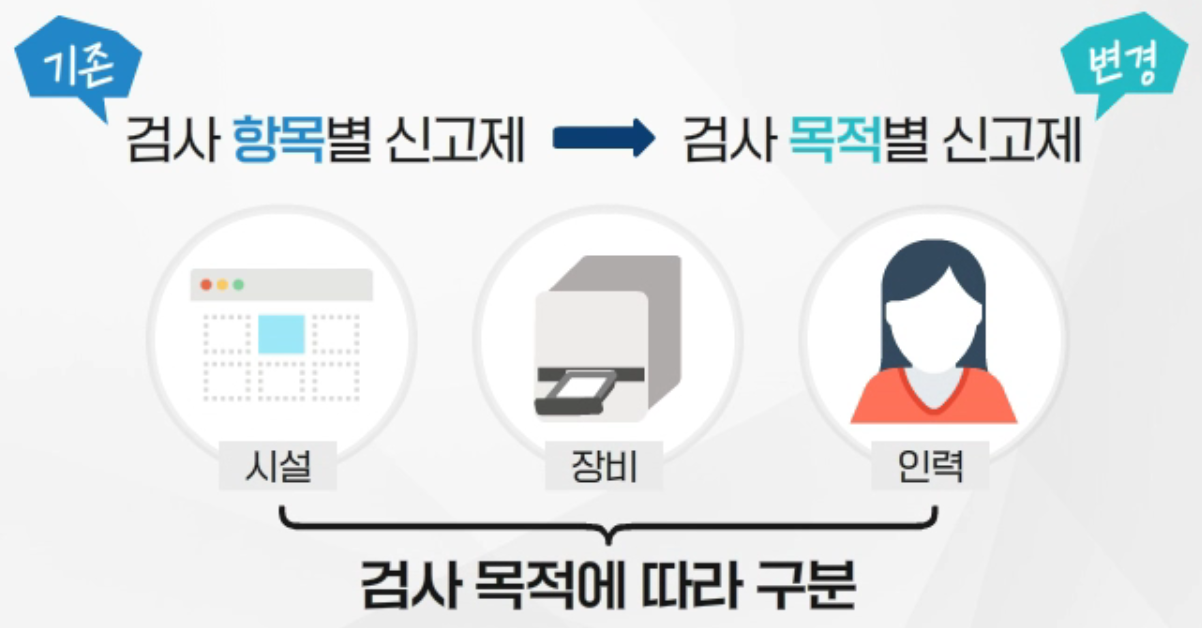 기존
변경
검사 항목별 신고제
검사 목적별 신고제
시설
장비
인력
검사 목적에 따라 구분